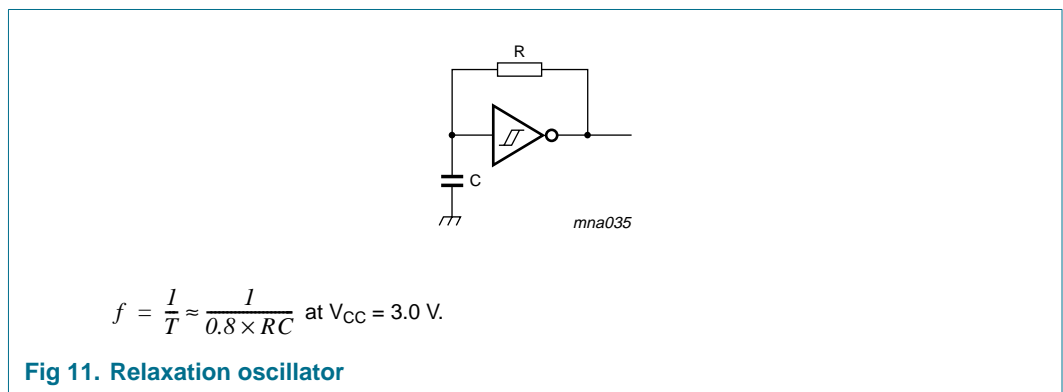 R
C
mna035
f = 1/T ≈ 1/(0.8 × RC) at VCC = 3.0 V.
Fig 11. Relaxation oscillator